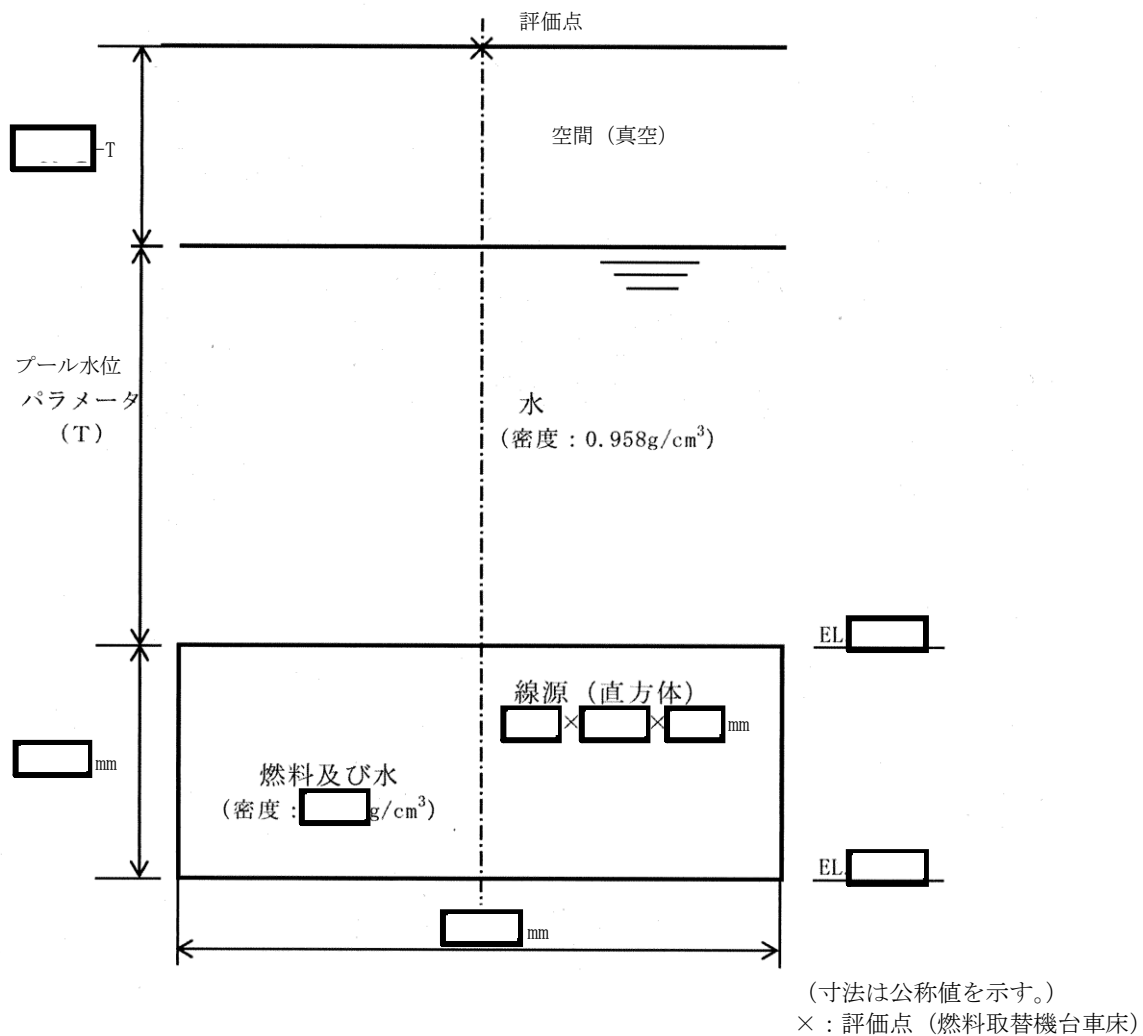 評価点
空間（真空）
-T
プール水位
パラメータ
（T）
水
（密度：0.958g/cm³）
EL
線源（直方体）
××mm
mm
燃料及び水
（密度：g/cm³）
EL
mm
（寸法は公称値を示す。）
×：評価点（燃料取替機台車床）